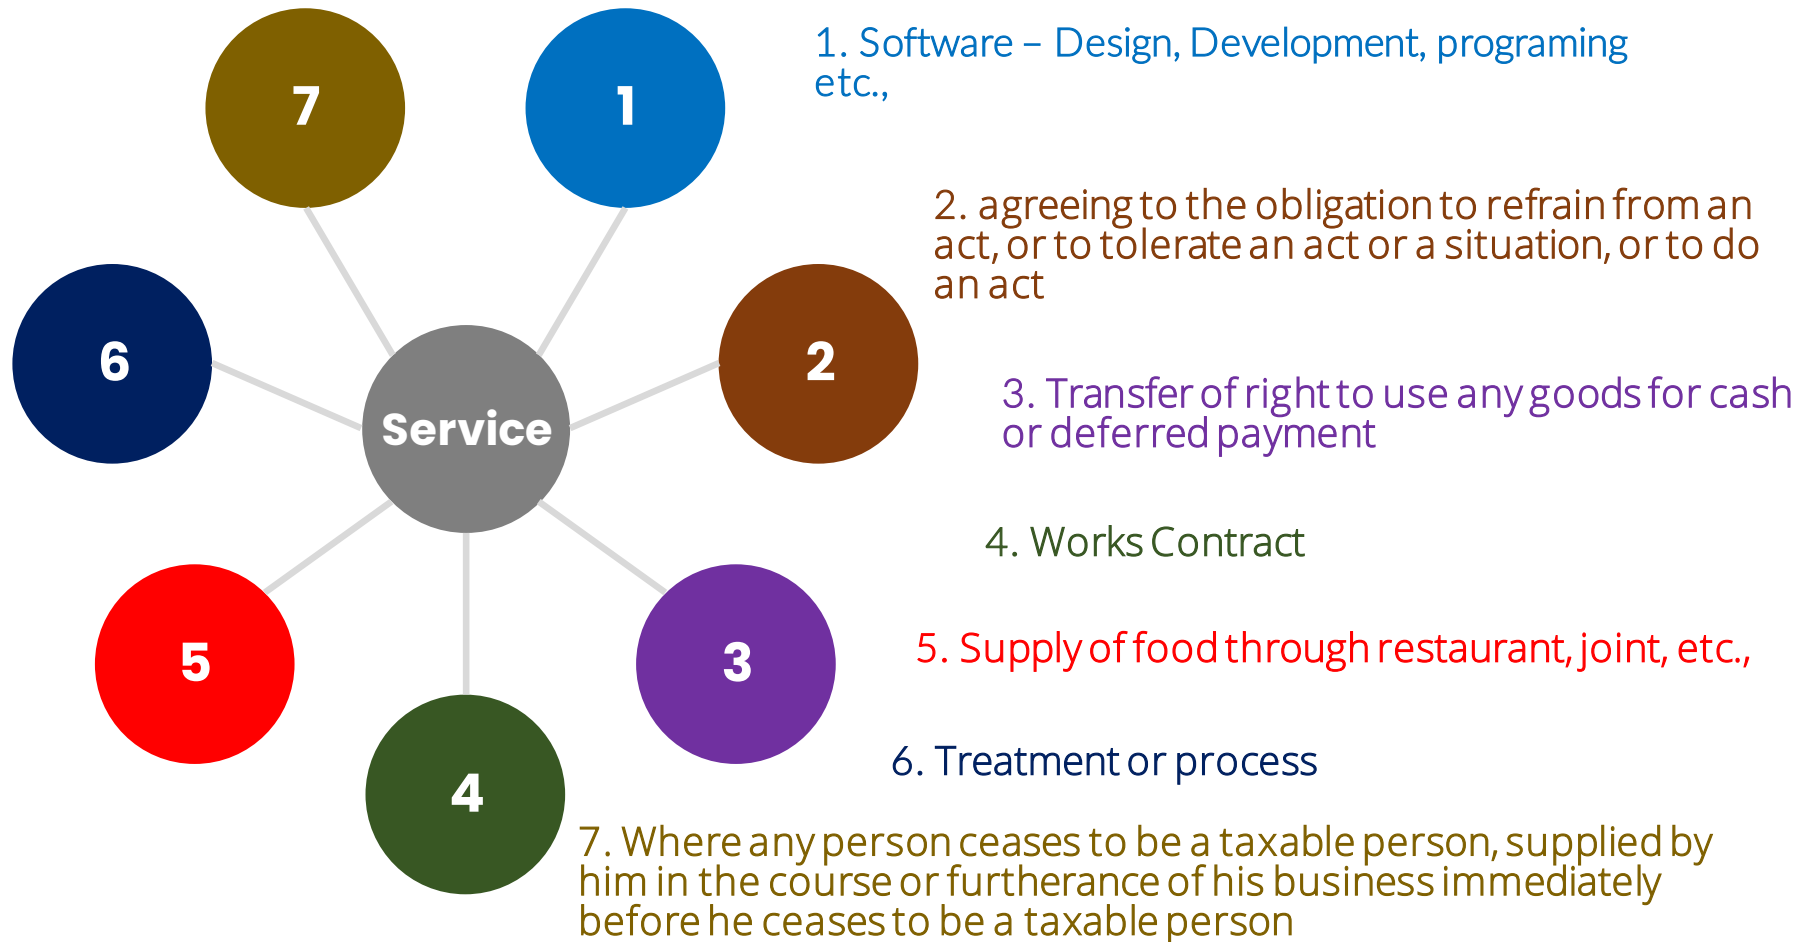 7
1
1. Software – Design, Development, programing
etc.,
2. agreeing to the obligation to refrain from an
act, or to tolerate an act or a situation, or to do
an act
6
2
Service
3. Transfer of right to use any goods for cash
or deferred payment
4. Works Contract
5
3
5. Supply of food through restaurant, joint, etc.,
6. Treatment or process
4
7. Where any person ceases to be a taxable person, supplied by
him in the course or furtherance of his business immediately
before he ceases to be a taxable person